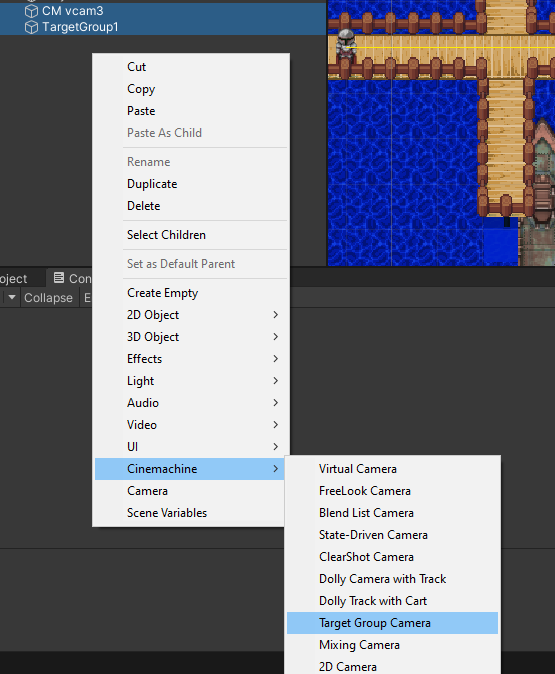 CM vcam3
TargetGroup1
Cut
Copy
Paste
Paste As Child
Rename
Duplicate
Delete
Select Children
Set as Default Parent
Create Empty
2D Object
3D Object
Effects
Light
Audio
Video
UI
Cinemachine
Camera
Scene Variables
oject
Con
Collapse
E
Virtual Camera
FreeLook Camera
Blend List Camera
State-Driven Camera
ClearShot Camera
Dolly Camera with Track
Dolly Track with Cart
Target Group Camera
Mixing Camera
2D Camera